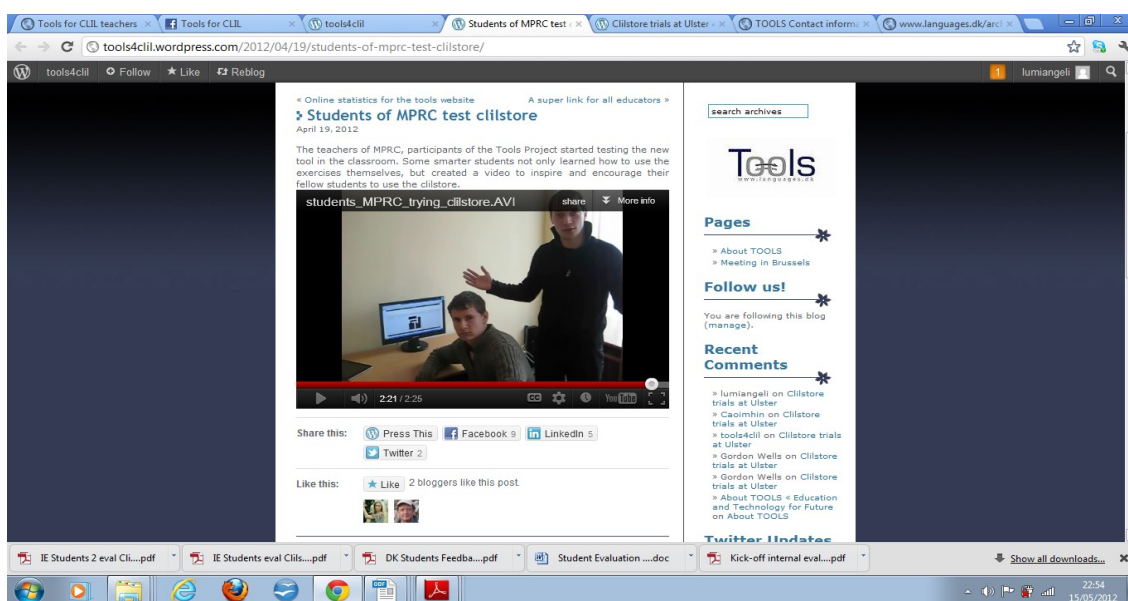 Tools for CLIL teachers
Tools for CLIL
tools4clil
Students of MPRC test c
Clilstore trials at Ulster
TOOLS Contact informa
www.languages.dk/arcl
tools4clil.wordpress.com/2012/04/19/students-of-mprc-test-clilstore/
tools4clil Follow Like Reblog
1 lumiangeli
« Online statistics for the tools website A super link for all educators »
Students of MPRC test clilstore
April 19, 2012
The teachers of MPRC, participants of the Tools Project started testing the new
tool in the classroom. Some smarter students not only learned how to use the
exercises themselves, but created a video to inspire and encourage their
fellow students to use the clilstore.
students_MPRC_trying_clilstore.AVI share More info
2:21 / 2:25 CC YouTube
Share this: Press This Facebook 9 LinkedIn 5
Twitter 2
Like this: Like 2 bloggers like this post.
search archives
Tools
www.languages.dk
Pages
» About TOOLS
» Meeting in Brussels
Follow us!
You are following this blog
(manage).
Recent
Comments
» lumiangeli on Clilstore
trials at Ulster
» Caoimhin on Clilstore
trials at Ulster
» tools4clil on Clilstore trials
at Ulster
» Gordon Wells on Clilstore
trials at Ulster
» Gordon Wells on Clilstore
trials at Ulster
» About TOOLS « Education
and Technology for Future
on About TOOLS
Twitter Updates
IE Students 2 eval Cli....pdf
IE Students eval Clils....pdf
DK Students Feedba....pdf
Student Evaluation ....doc
Kick-off internal eval....pdf
Show all downloads...
22:54
15/05/2012